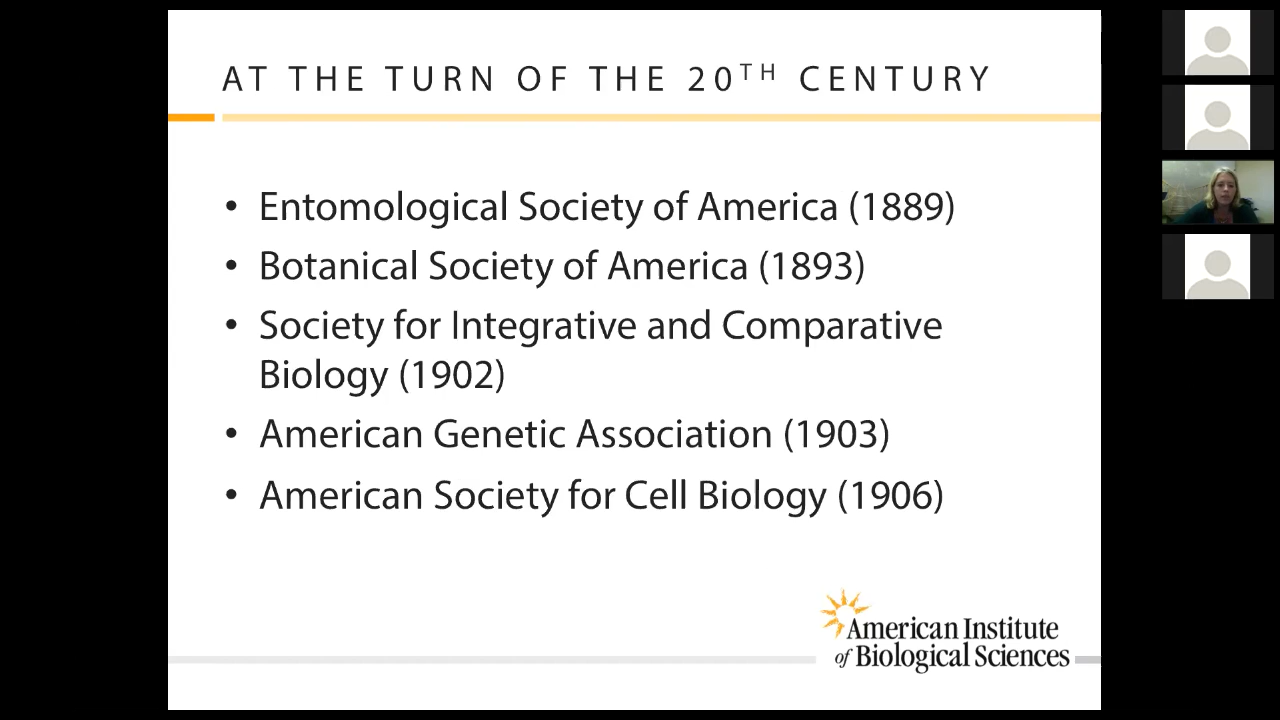 AT THE TURN OF THE 20TH CENTURY
• Entomological Society of America (1889)
• Botanical Society of America (1893)
• Society for Integrative and Comparative
Biology (1902)
• American Genetic Association (1903)
• American Society for Cell Biology (1906)
American Institute
of Biological Sciences